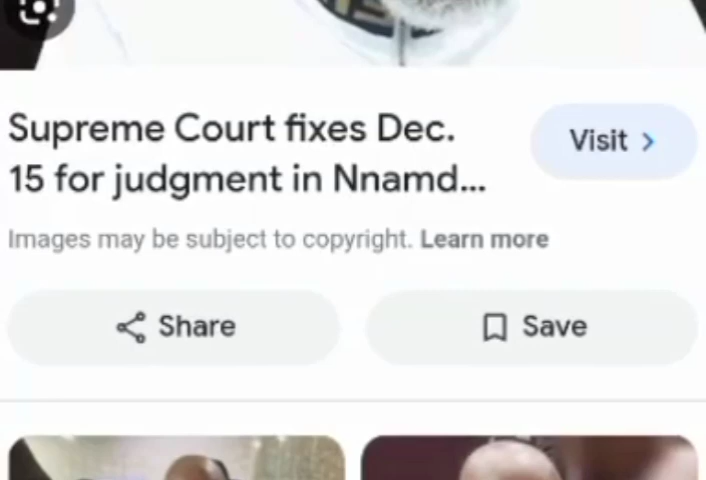 Supreme Court fixes Dec.
15 for judgment in Nnamd...
Visit
Images may be subject to copyright. Learn more
Share
Save